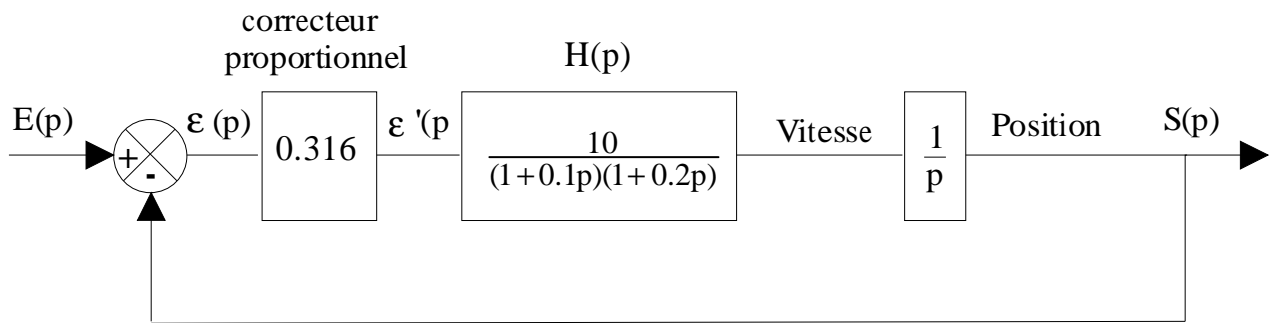 correcteur
proportionnel
H(p)
E(p)
ε (p)
0.316
ε '(p
10
(1+0.1p)(1+0.2p)
Vitesse
1
p
Position
S(p)
+
-